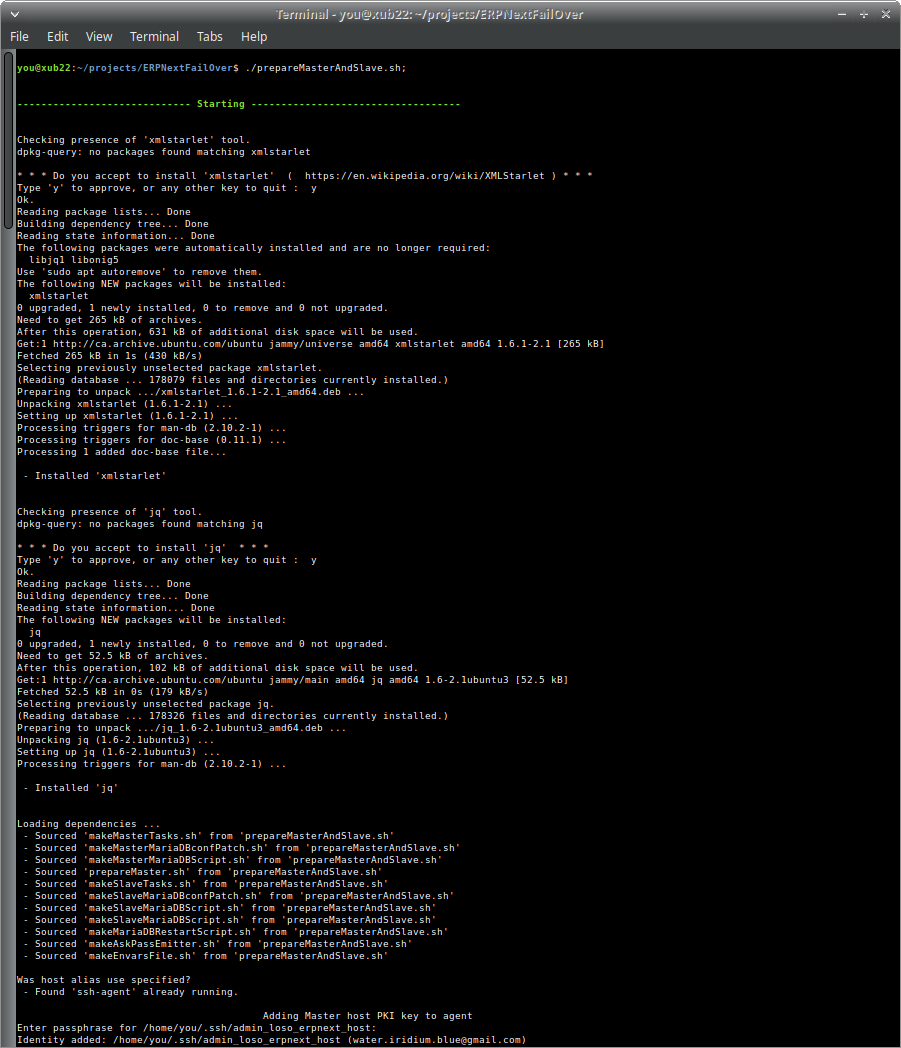 Terminal - you@xub22: ~/projects/ERPNextFailOver
File Edit View Terminal Tabs Help
you@xub22:~/projects/ERPNextFailOver$ ./prepareMasterAndSlave.sh;
----------------------------- Starting -----------------------------------
Checking presence of 'xmlstarlet' tool.
dpkg-query: no packages found matching xmlstarlet
* * * Do you accept to install 'xmlstarlet'  (  https://en.wikipedia.org/wiki/XMLStarlet ) * * *
Type 'y' to approve, or any other key to quit :  y
Ok.
Reading package lists... Done
Building dependency tree... Done
Reading state information... Done
The following packages were automatically installed and are no longer required:
  libjq1 libonig5
Use 'sudo apt autoremove' to remove them.
The following NEW packages will be installed:
  xmlstarlet
0 upgraded, 1 newly installed, 0 to remove and 0 not upgraded.
Need to get 265 kB of archives.
After this operation, 631 kB of additional disk space will be used.
Get:1 http://ca.archive.ubuntu.com/ubuntu jammy/universe amd64 xmlstarlet amd64 1.6.1-2.1 [265 kB]
Fetched 265 kB in 1s (430 kB/s)
Selecting previously unselected package xmlstarlet.
(Reading database ... 178079 files and directories currently installed.)
Preparing to unpack .../xmlstarlet_1.6.1-2.1_amd64.deb ...
Unpacking xmlstarlet (1.6.1-2.1) ...
Setting up xmlstarlet (1.6.1-2.1) ...
Processing triggers for man-db (2.10.2-1) ...
Processing triggers for doc-base (0.11.1) ...
Processing 1 added doc-base file...
 - Installed 'xmlstarlet'
Checking presence of 'jq' tool.
dpkg-query: no packages found matching jq
* * * Do you accept to install 'jq'  * * *
Type 'y' to approve, or any other key to quit :  y
Ok.
Reading package lists... Done
Building dependency tree... Done
Reading state information... Done
The following NEW packages will be installed:
  jq
0 upgraded, 1 newly installed, 0 to remove and 0 not upgraded.
Need to get 52.5 kB of archives.
After this operation, 102 kB of additional disk space will be used.
Get:1 http://ca.archive.ubuntu.com/ubuntu jammy/main amd64 jq amd64 1.6-2.1ubuntu3 [52.5 kB]
Fetched 52.5 kB in 0s (179 kB/s)
Selecting previously unselected package jq.
(Reading database ... 178326 files and directories currently installed.)
Preparing to unpack .../jq_1.6-2.1ubuntu3_amd64.deb ...
Unpacking jq (1.6-2.1ubuntu3) ...
Setting up jq (1.6-2.1ubuntu3) ...
Processing triggers for man-db (2.10.2-1) ...
 - Installed 'jq'
Loading dependencies ...
 - Sourced 'makeMasterTasks.sh' from 'prepareMasterAndSlave.sh'
 - Sourced 'makeMasterMariaDBconfPatch.sh' from 'prepareMasterAndSlave.sh'
 - Sourced 'makeMasterMariaDBScript.sh' from 'prepareMasterAndSlave.sh'
 - Sourced 'prepareMaster.sh' from 'prepareMasterAndSlave.sh'
 - Sourced 'makeSlaveTasks.sh' from 'prepareMasterAndSlave.sh'
 - Sourced 'makeSlaveMariaDBconfPatch.sh' from 'prepareMasterAndSlave.sh'
 - Sourced 'makeSlaveMariaDBScript.sh' from 'prepareMasterAndSlave.sh'
 - Sourced 'makeSlaveMariaDBScript.sh' from 'prepareMasterAndSlave.sh'
 - Sourced 'makeMariaDBRestartScript.sh' from 'prepareMasterAndSlave.sh'
 - Sourced 'makeAskPassEmitter.sh' from 'prepareMasterAndSlave.sh'
 - Sourced 'makeEnvarsFile.sh' from 'prepareMasterAndSlave.sh'
Was host alias use specified?
 - Found 'ssh-agent' already running.
Adding Master host PKI key to agent
Enter passphrase for /home/you/.ssh/admin_loso_erpnext_host:
Identity added: /home/you/.ssh/admin_loso_erpnext_host (water.iridium.blue@gmail.com)